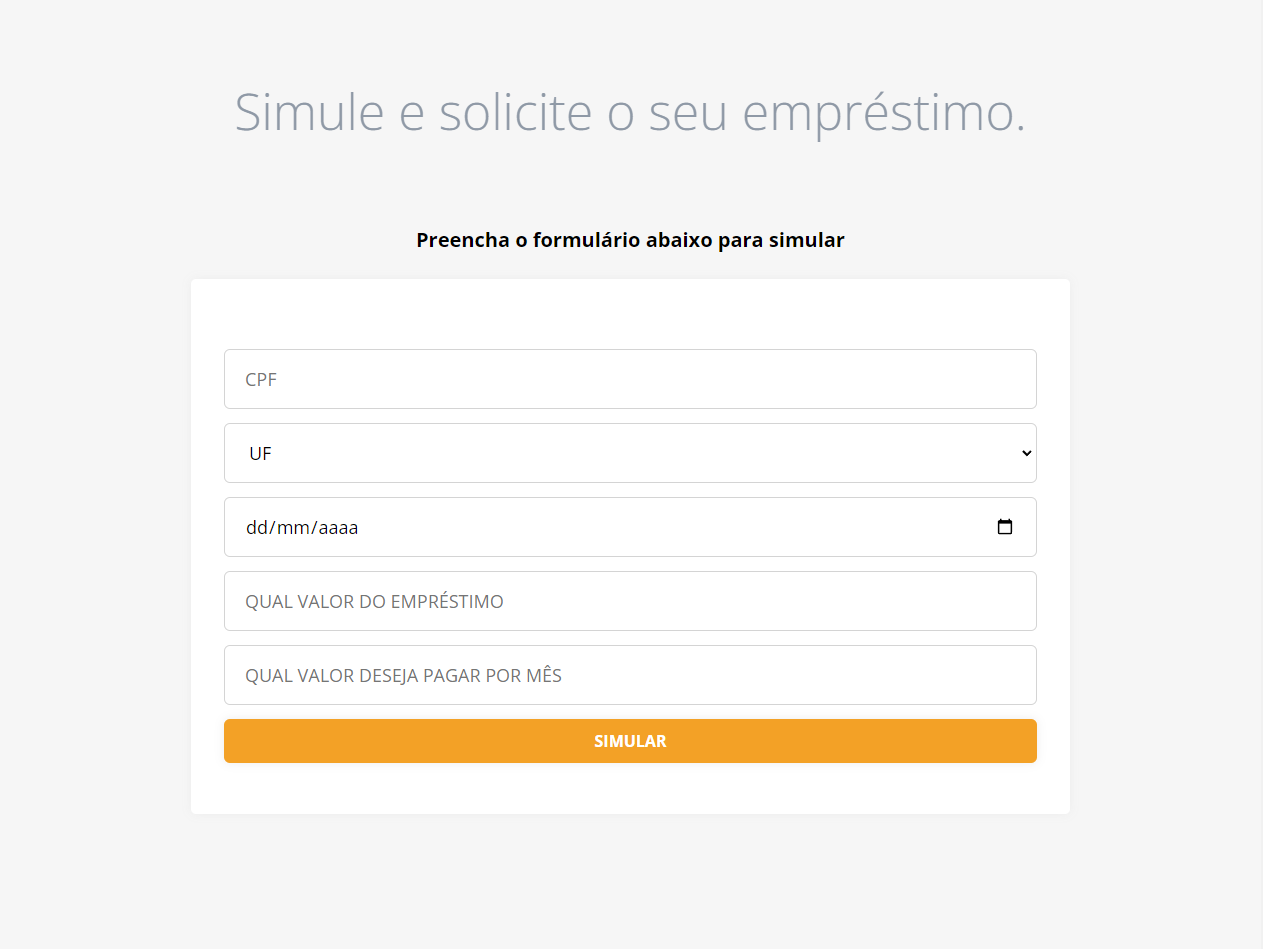 Simule e solicite o seu empréstimo.
Preencha o formulário abaixo para simular
CPF
UF
dd/mm/aaaa
QUAL VALOR DO EMPRÉSTIMO
QUAL VALOR DESEJA PAGAR POR MÊS
SIMULAR